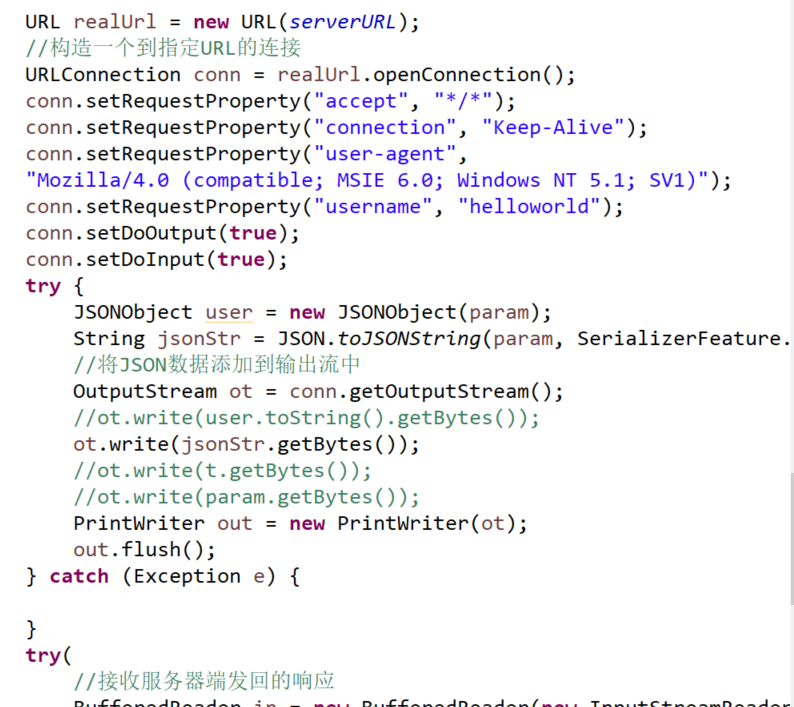 URL realUrl = new URL(serverURL);
//构造一个到指定URL的连接
URLConnection conn = realUrl.openConnection();
conn.setRequestProperty("accept", "*/*");
conn.setRequestProperty("connection", "Keep-Alive");
conn.setRequestProperty("user-agent",
"Mozilla/4.0 (compatible; MSIE 6.0; Windows NT 5.1; SV1)");
conn.setRequestProperty("username", "helloworld");
conn.setDoOutput(true);
conn.setDoInput(true);
try {
    JSONObject user = new JSONObject(param);
    String jsonStr = JSON.toJSONString(param, SerializerFeature.
    //将JSON数据添加到输出流中
    OutputStream ot = conn.getOutputStream();
    //ot.write(user.toString().getBytes());
    ot.write(jsonStr.getBytes());
    //ot.write(t.getBytes());
    //ot.write(param.getBytes());
    PrintWriter out = new PrintWriter(ot);
    out.flush();
} catch (Exception e) {

}
try(
    //接收服务器端发回的响应
    BufferedReader in = new BufferedReader(new InputStreamReader